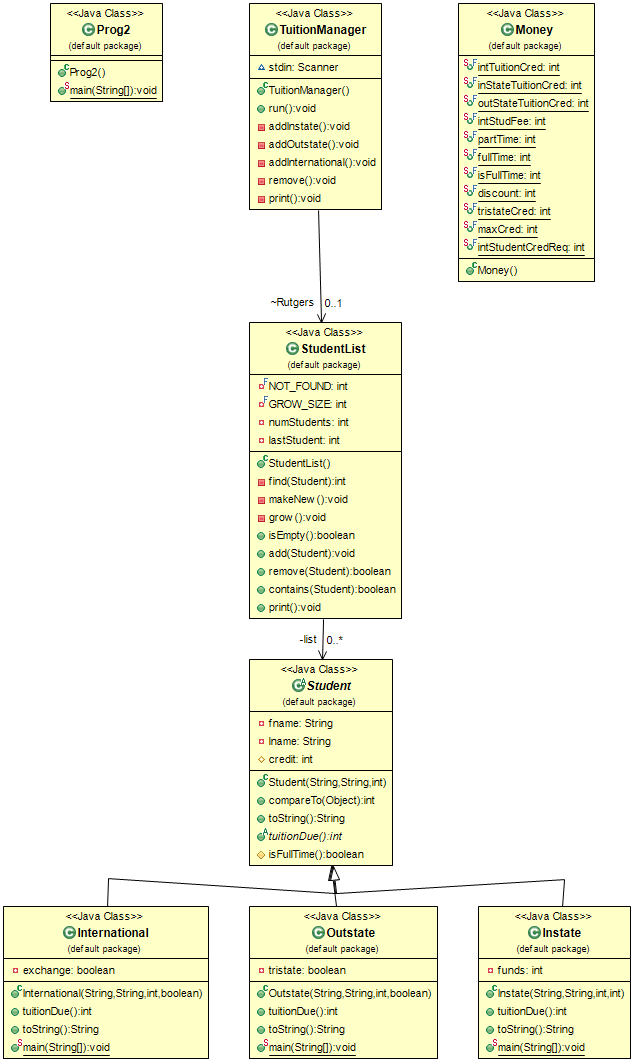 <<Java Class>>
Prog2
(default package)
Prog2()
main(String[]):void
<<Java Class>>
TuitionManager
(default package)
stdin: Scanner
TuitionManager()
run():void
addInstate():void
addOutstate():void
addInternational():void
remove():void
print():void
<<Java Class>>
Money
(default package)
intTuitionCred: int
inStateTuitionCred: int
outStateTuitionCred: int
intStudFee: int
partTime: int
fullTime: int
isFullTime: int
discount: int
tristateCred: int
maxCred: int
intStudentCredReq: int
Money()
~Rutgers 0..1
<<Java Class>>
StudentList
(default package)
NOT_FOUND: int
GROW_SIZE: int
numStudents: int
lastStudent: int
StudentList()
find(Student):int
makeNew():void
grow():void
isEmpty():boolean
add(Student):void
remove(Student):boolean
contains(Student):boolean
print():void
-list 0..*
<<Java Class>>
Student
(default package)
fname: String
lname: String
credit: int
Student(String,String,int)
compareTo(Object):int
toString():String
tuitionDue():int
isFullTime():boolean
<<Java Class>>
International
(default package)
exchange: boolean
International(String,String,int,boolean)
tuitionDue():int
toString():String
main(String[]):void
<<Java Class>>
Outstate
(default package)
tristate: boolean
Outstate(String,String,int,boolean)
tuitionDue():int
toString():String
main(String[]):void
<<Java Class>>
Instate
(default package)
funds: int
Instate(String,String,int,int)
tuitionDue():int
toString():String
main(String[]):void